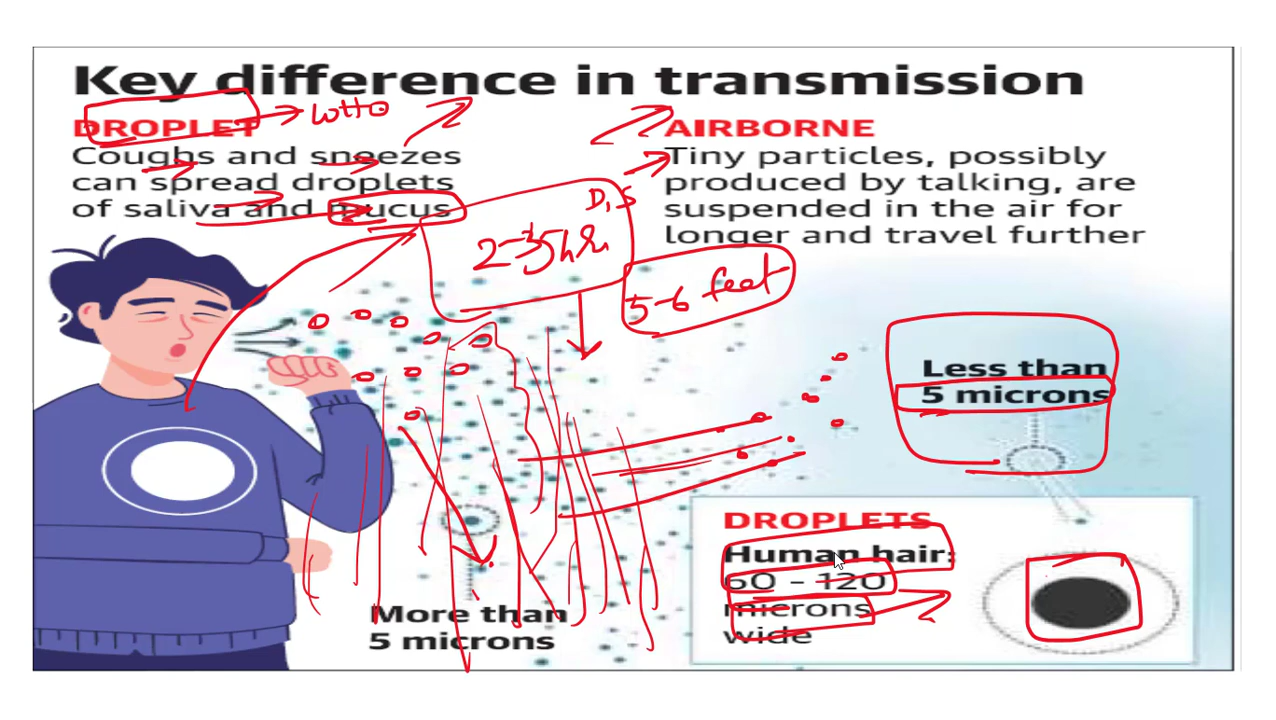 Key difference in transmission
DROPLET
Coughs and sneezes
can spread droplets
of saliva and mucus
AIRBORNE
Tiny particles, possibly
produced by talking, are
suspended in the air for
longer and travel further
D, S
5-6 feet
Less than
5 microns
More than
5 microns
DROPLETS
Human hair:
60 - 120
microns
wide